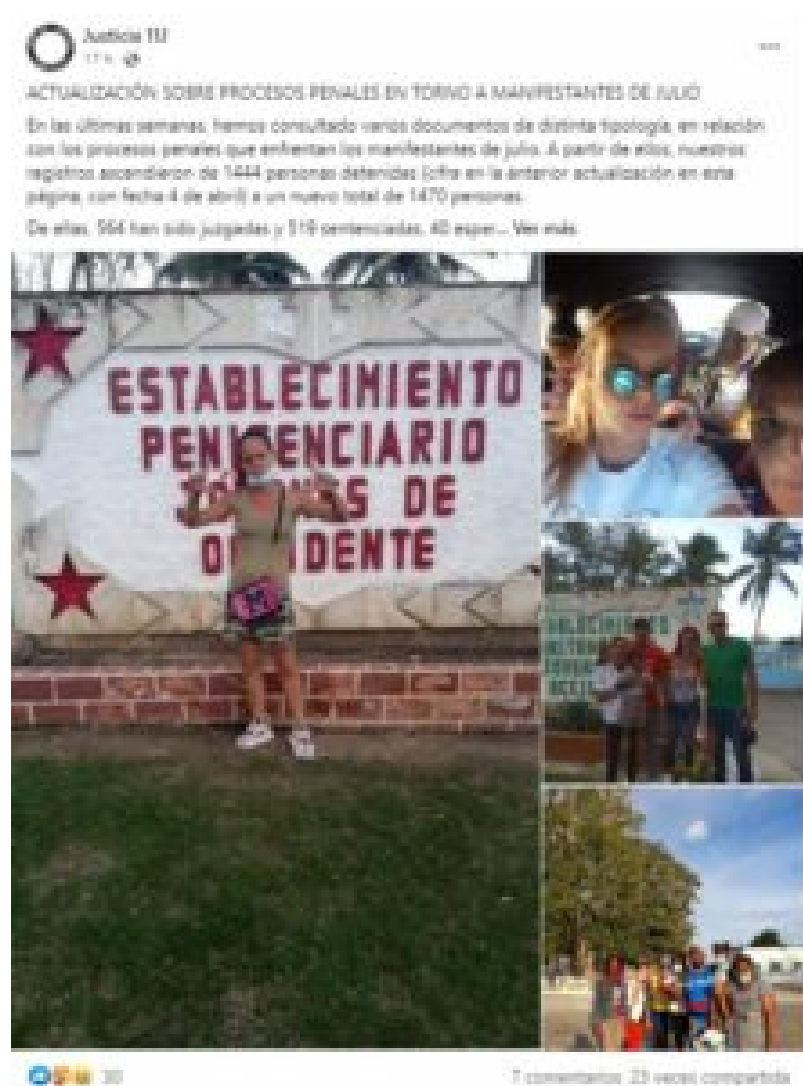 Justicia 11J
17 h
ACTUALIZACIÓN SOBRE PROCESOS PENALES EN TORNO A MANIFESTANTES DE JULIO
En las últimas semanas, hemos consultado varios documentos de distinta tipología, en relación
con los procesos penales que enfrentan los manifestantes de julio. A partir de ellos, nuestros
registros ascendieron de 1444 personas detenidas (cifra en la anterior actualización en esta
página, con fecha 4 de abril) a un nuevo total de 1470 personas.
De ellas, 564 han sido juzgadas y 519 sentenciadas, 40 esper... Ver más
ESTABLECIMIENTO
PENITENCIARIO
DE
30
7 comentarios 23 veces compartida